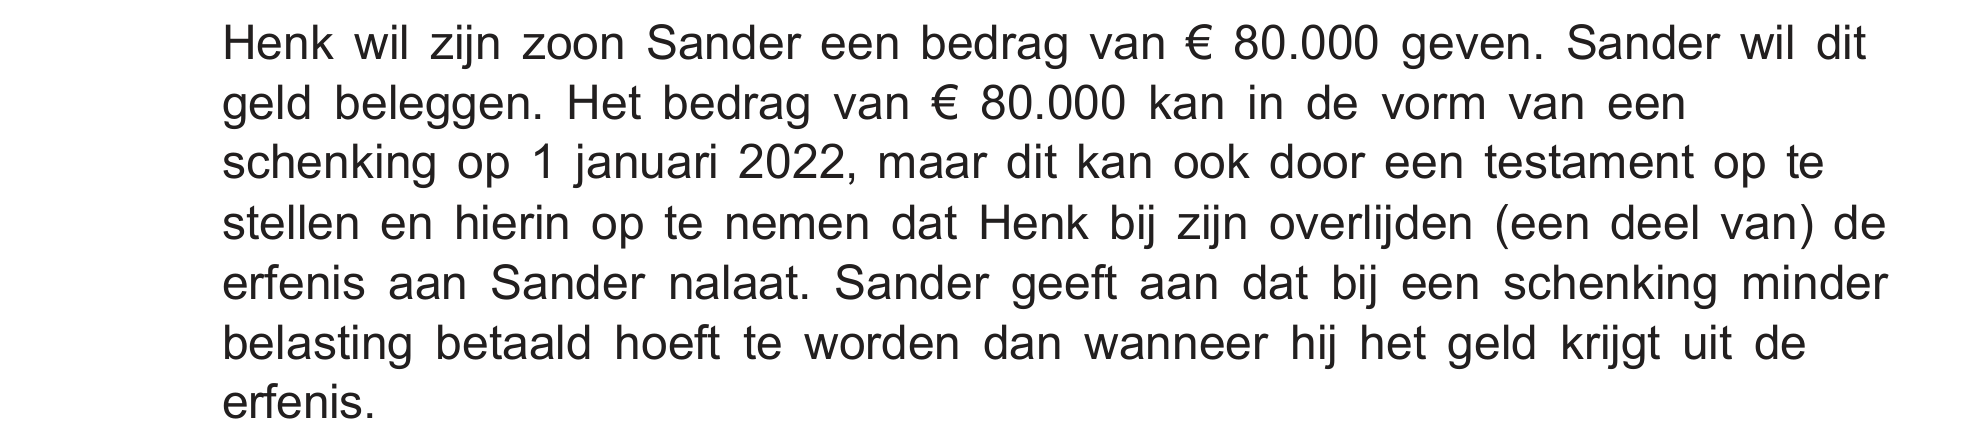 Henk wil zijn zoon Sander een bedrag van € 80.000 geven. Sander wil dit
geld beleggen. Het bedrag van € 80.000 kan in de vorm van een
schenking op 1 januari 2022, maar dit kan ook door een testament op te
stellen en hierin op te nemen dat Henk bij zijn overlijden (een deel van) de
erfenis aan Sander nalaat. Sander geeft aan dat bij een schenking minder
belasting betaald hoeft te worden dan wanneer hij het geld krijgt uit de
erfenis.